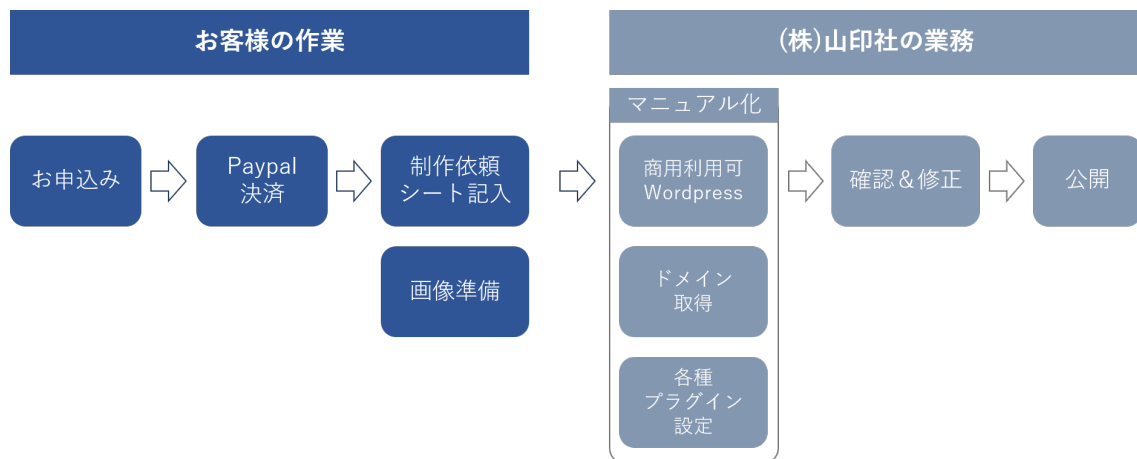 お客様の作業
(株)山印社の業務
マニュアル化
お申込み
Paypal
決済
制作依頼
シート記入
画像準備
商用利用可
Wordpress
ドメイン
取得
各種
プラグイン
設定
確認＆修正
公開